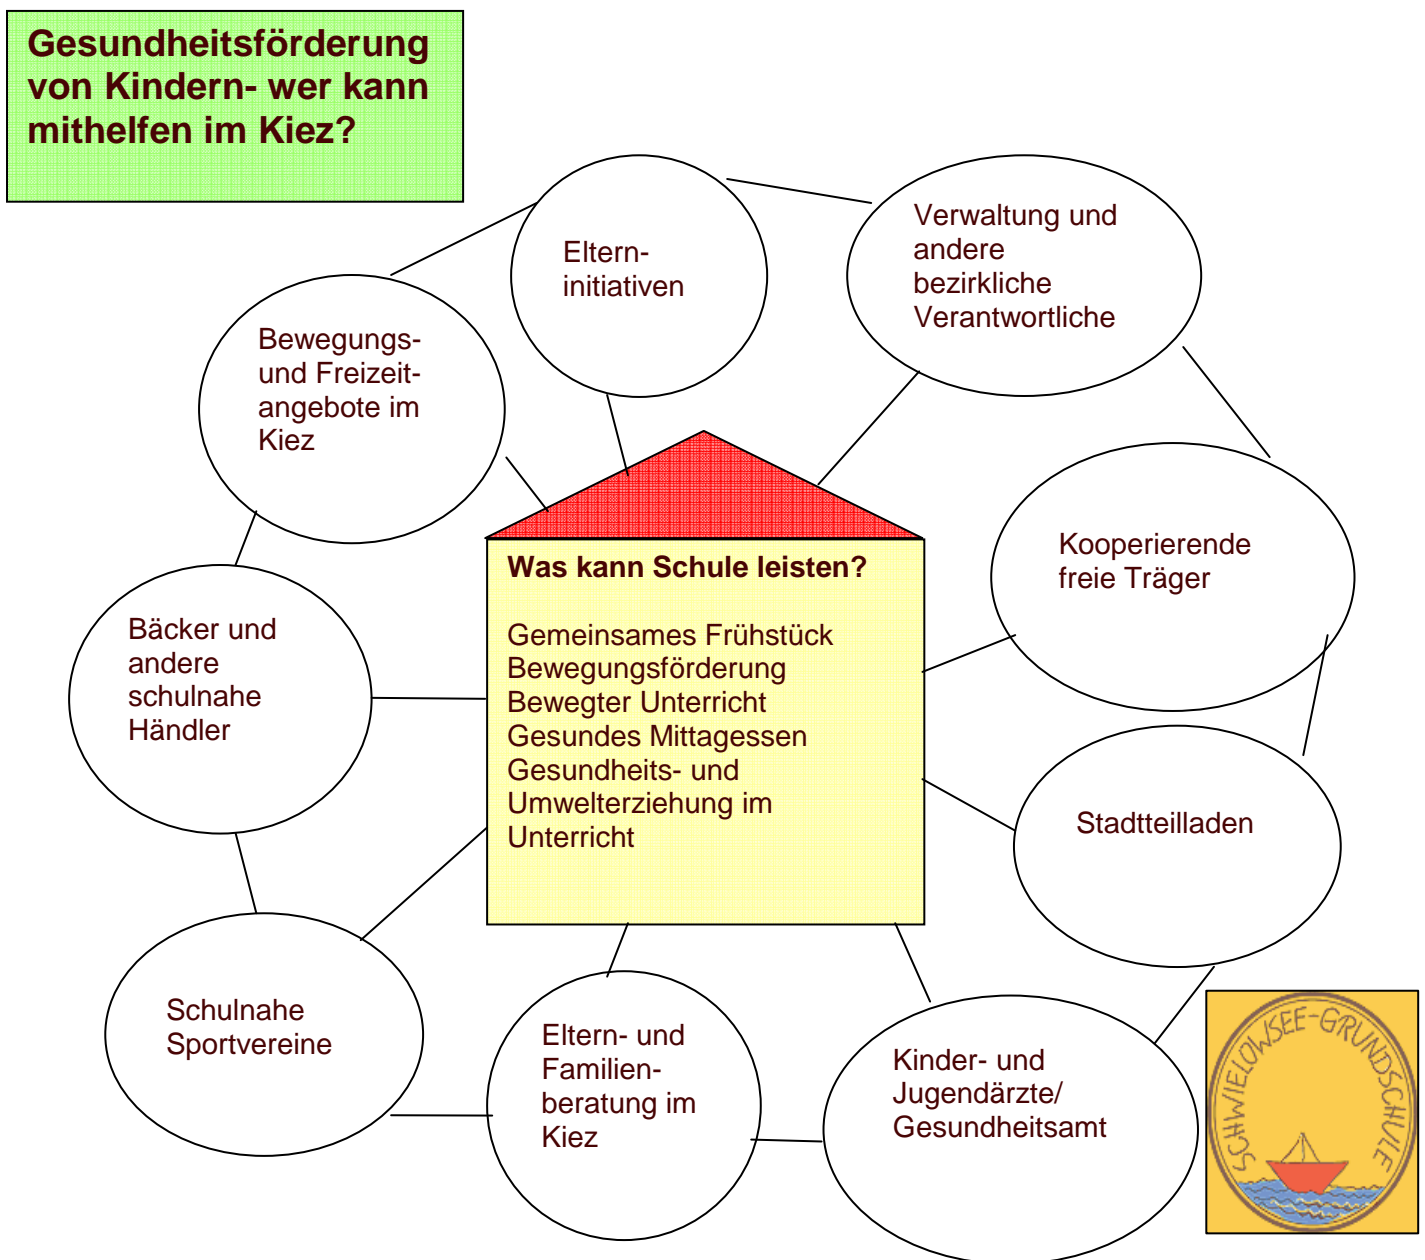 Gesundheitsförderung
von Kindern- wer kann
mithelfen im Kiez?
Eltern-
initiativen
Verwaltung und
andere
bezirkliche
Verantwortliche
Bewegungs-
und Freizeit-
angebote im
Kiez
Kooperierende
freie Träger
Was kann Schule leisten?
Gemeinsames Frühstück
Bewegungsförderung
Bewegter Unterricht
Gesundes Mittagessen
Gesundheits- und
Umwelterziehung im
Unterricht
Bäcker und
andere
schulnahe
Händler
Stadtteilladen
Schulnahe
Sportvereine
Eltern- und
Familien-
beratung im
Kiez
Kinder- und
Jugendärzte/
Gesundheitsamt
SCHWIELOWSEE-GRUNDSCHULE